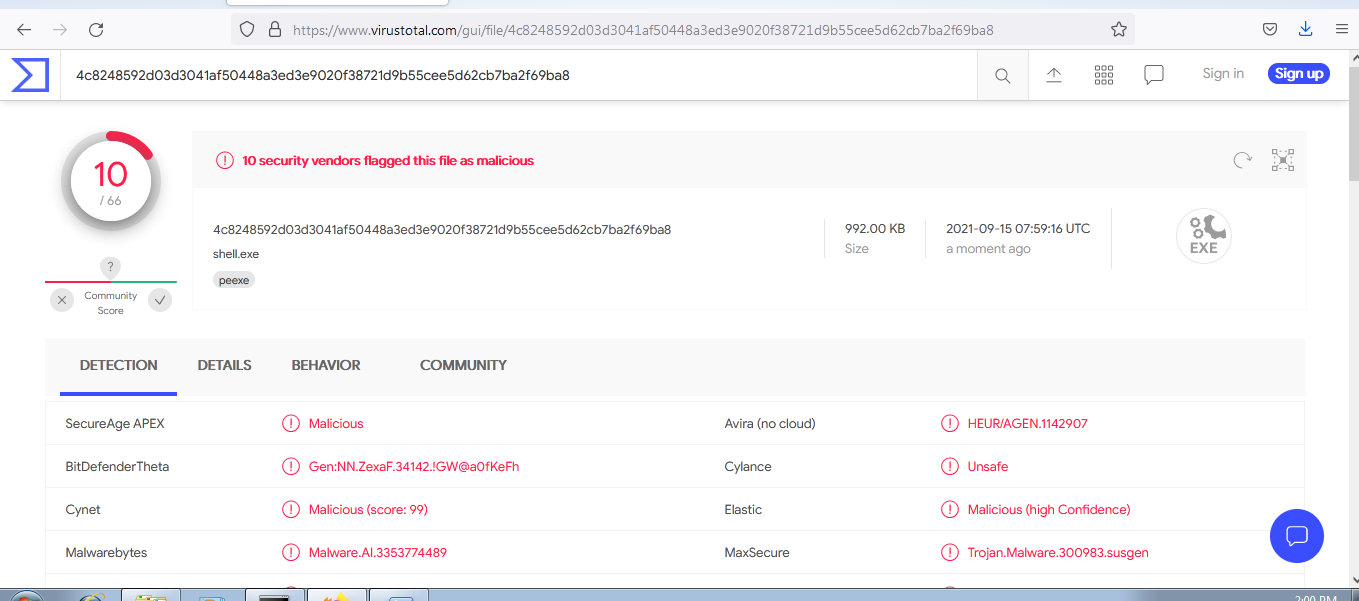 https://www.virustotal.com/gui/file/4c8248592d03d3041af50448a3ed3e9020f38721d9b55cee5d62cb7ba2f69ba8
4c8248592d03d3041af50448a3ed3e9020f38721d9b55cee5d62cb7ba2f69ba8
Sign in
Sign up
10
/ 66
10 security vendors flagged this file as malicious
4c8248592d03d3041af50448a3ed3e9020f38721d9b55cee5d62cb7ba2f69ba8
shell.exe
peexe
992.00 KB
Size
2021-09-15 07:59:16 UTC
a moment ago
EXE
?
Community
Score
DETECTION DETAILS BEHAVIOR COMMUNITY
SecureAge APEX Malicious Avira (no cloud) HEUR/AGEN.1142907
BitDefenderTheta Gen:NN.ZexaF.34142.!GW@a0fKeFh Cylance Unsafe
Cynet Malicious (score: 99) Elastic Malicious (high Confidence)
Malwarebytes Malware.AI.3353774489 MaxSecure Trojan.Malware.300983.susgen
2:00 PM